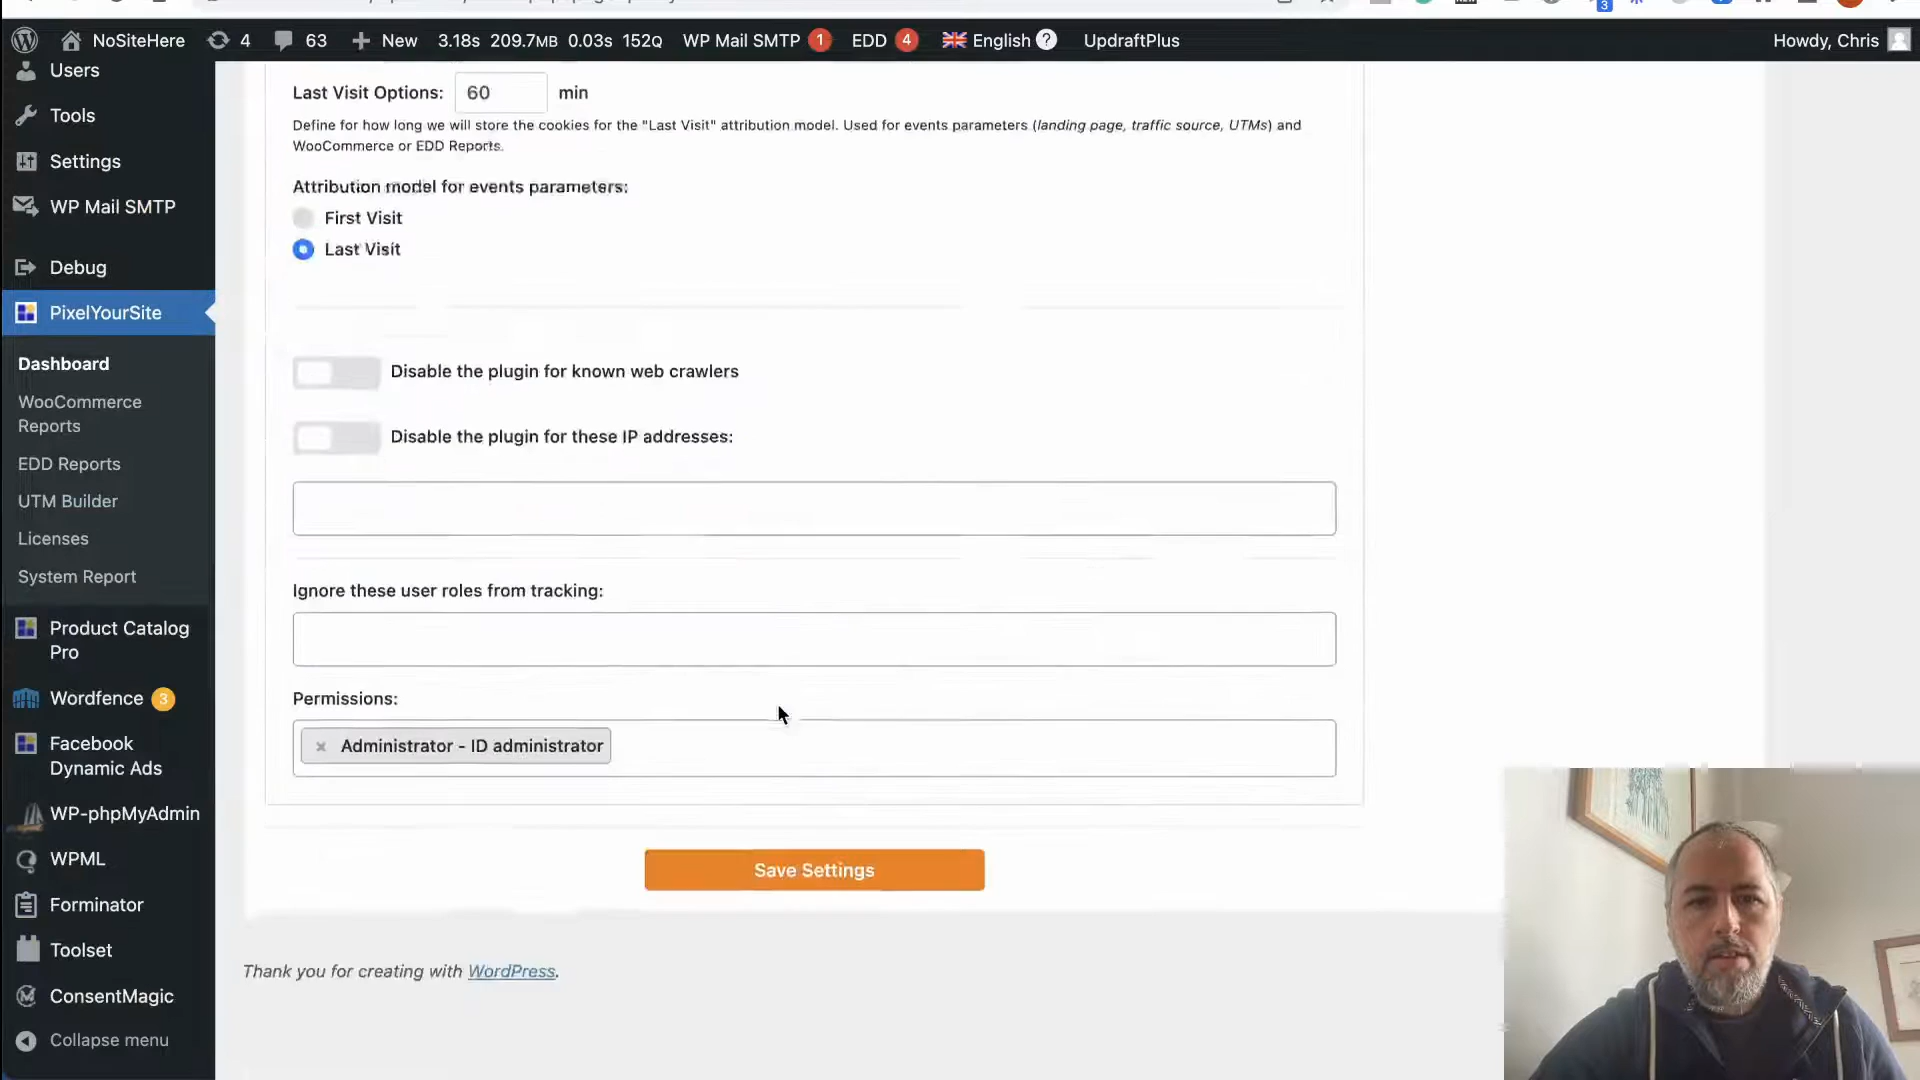 NoSiteHere
4
63
New
3.18s 209.7MB 0.03s 152Q
WP Mail SMTP 1
EDD 4
English ?
UpdraftPlus
Howdy, Chris
Users
Tools
Settings
WP Mail SMTP
Debug
PixelYourSite
Dashboard
WooCommerce
Reports
EDD Reports
UTM Builder
Licenses
System Report
Product Catalog
Pro
Wordfence 3
Facebook
Dynamic Ads
WP-phpMyAdmin
WPML
Forminator
Toolset
ConsentMagic
Collapse menu
Last Visit Options: 60 min
Define for how long we will store the cookies for the "Last Visit" attribution model. Used for events parameters (landing page, traffic source, UTMs) and
WooCommerce or EDD Reports.
Attribution model for events parameters:
First Visit
Last Visit
Disable the plugin for known web crawlers
Disable the plugin for these IP addresses:
Ignore these user roles from tracking:
Permissions:
× Administrator - ID administrator
Save Settings
Thank you for creating with WordPress.